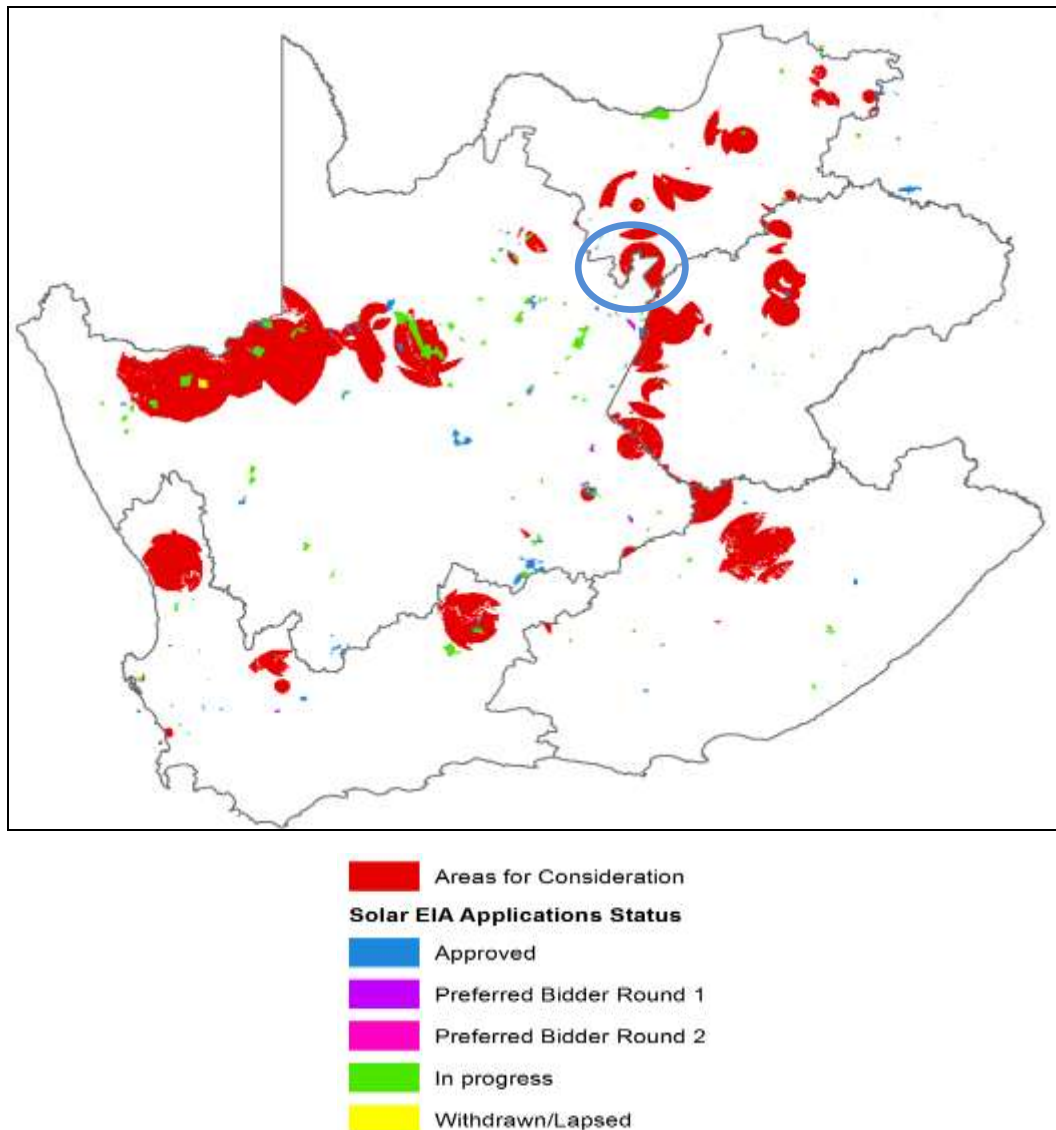 Areas for Consideration
Solar EIA Applications Status
Approved
Preferred Bidder Round 1
Preferred Bidder Round 2
In progress
Withdrawn/Lapsed